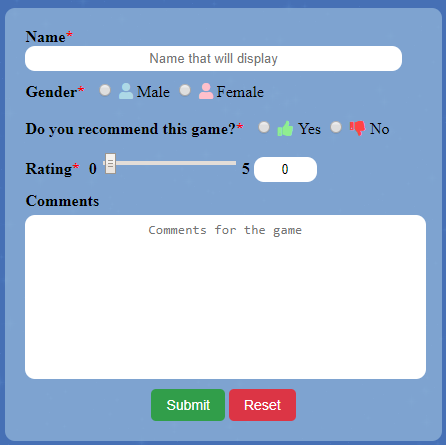 Name*
Name that will display
Gender* Male Female
Do you recommend this game?* Yes No
Rating* 0 5 0
Comments
Comments for the game
Submit Reset